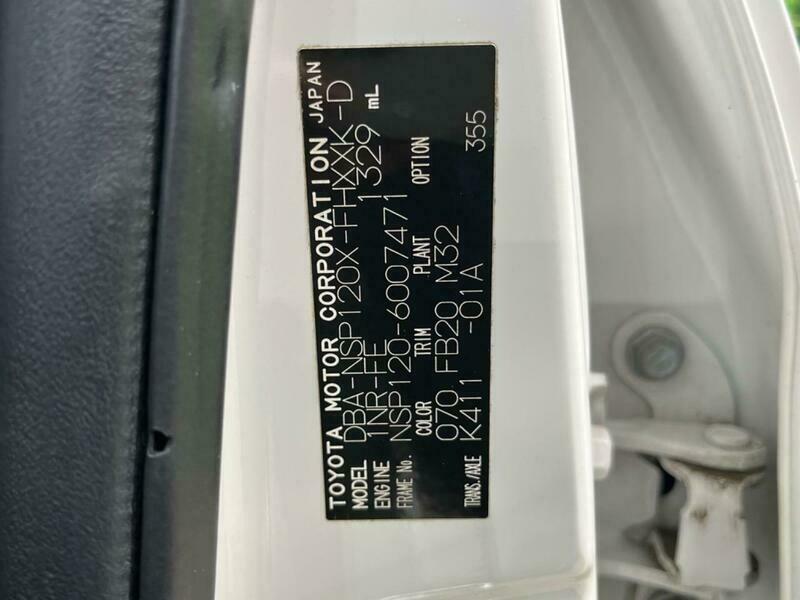 TOYOTA MOTOR CORPORATION JAPAN
MODEL DBA-NSP120X-FHXXK-D
ENGINE 1NR-FE 1329 mL
FRAME No. NSP120-6007471
COLOR TRIM PLANT OPTION
070 FB20 M32 355
TRANS./AXLE K411 -01A